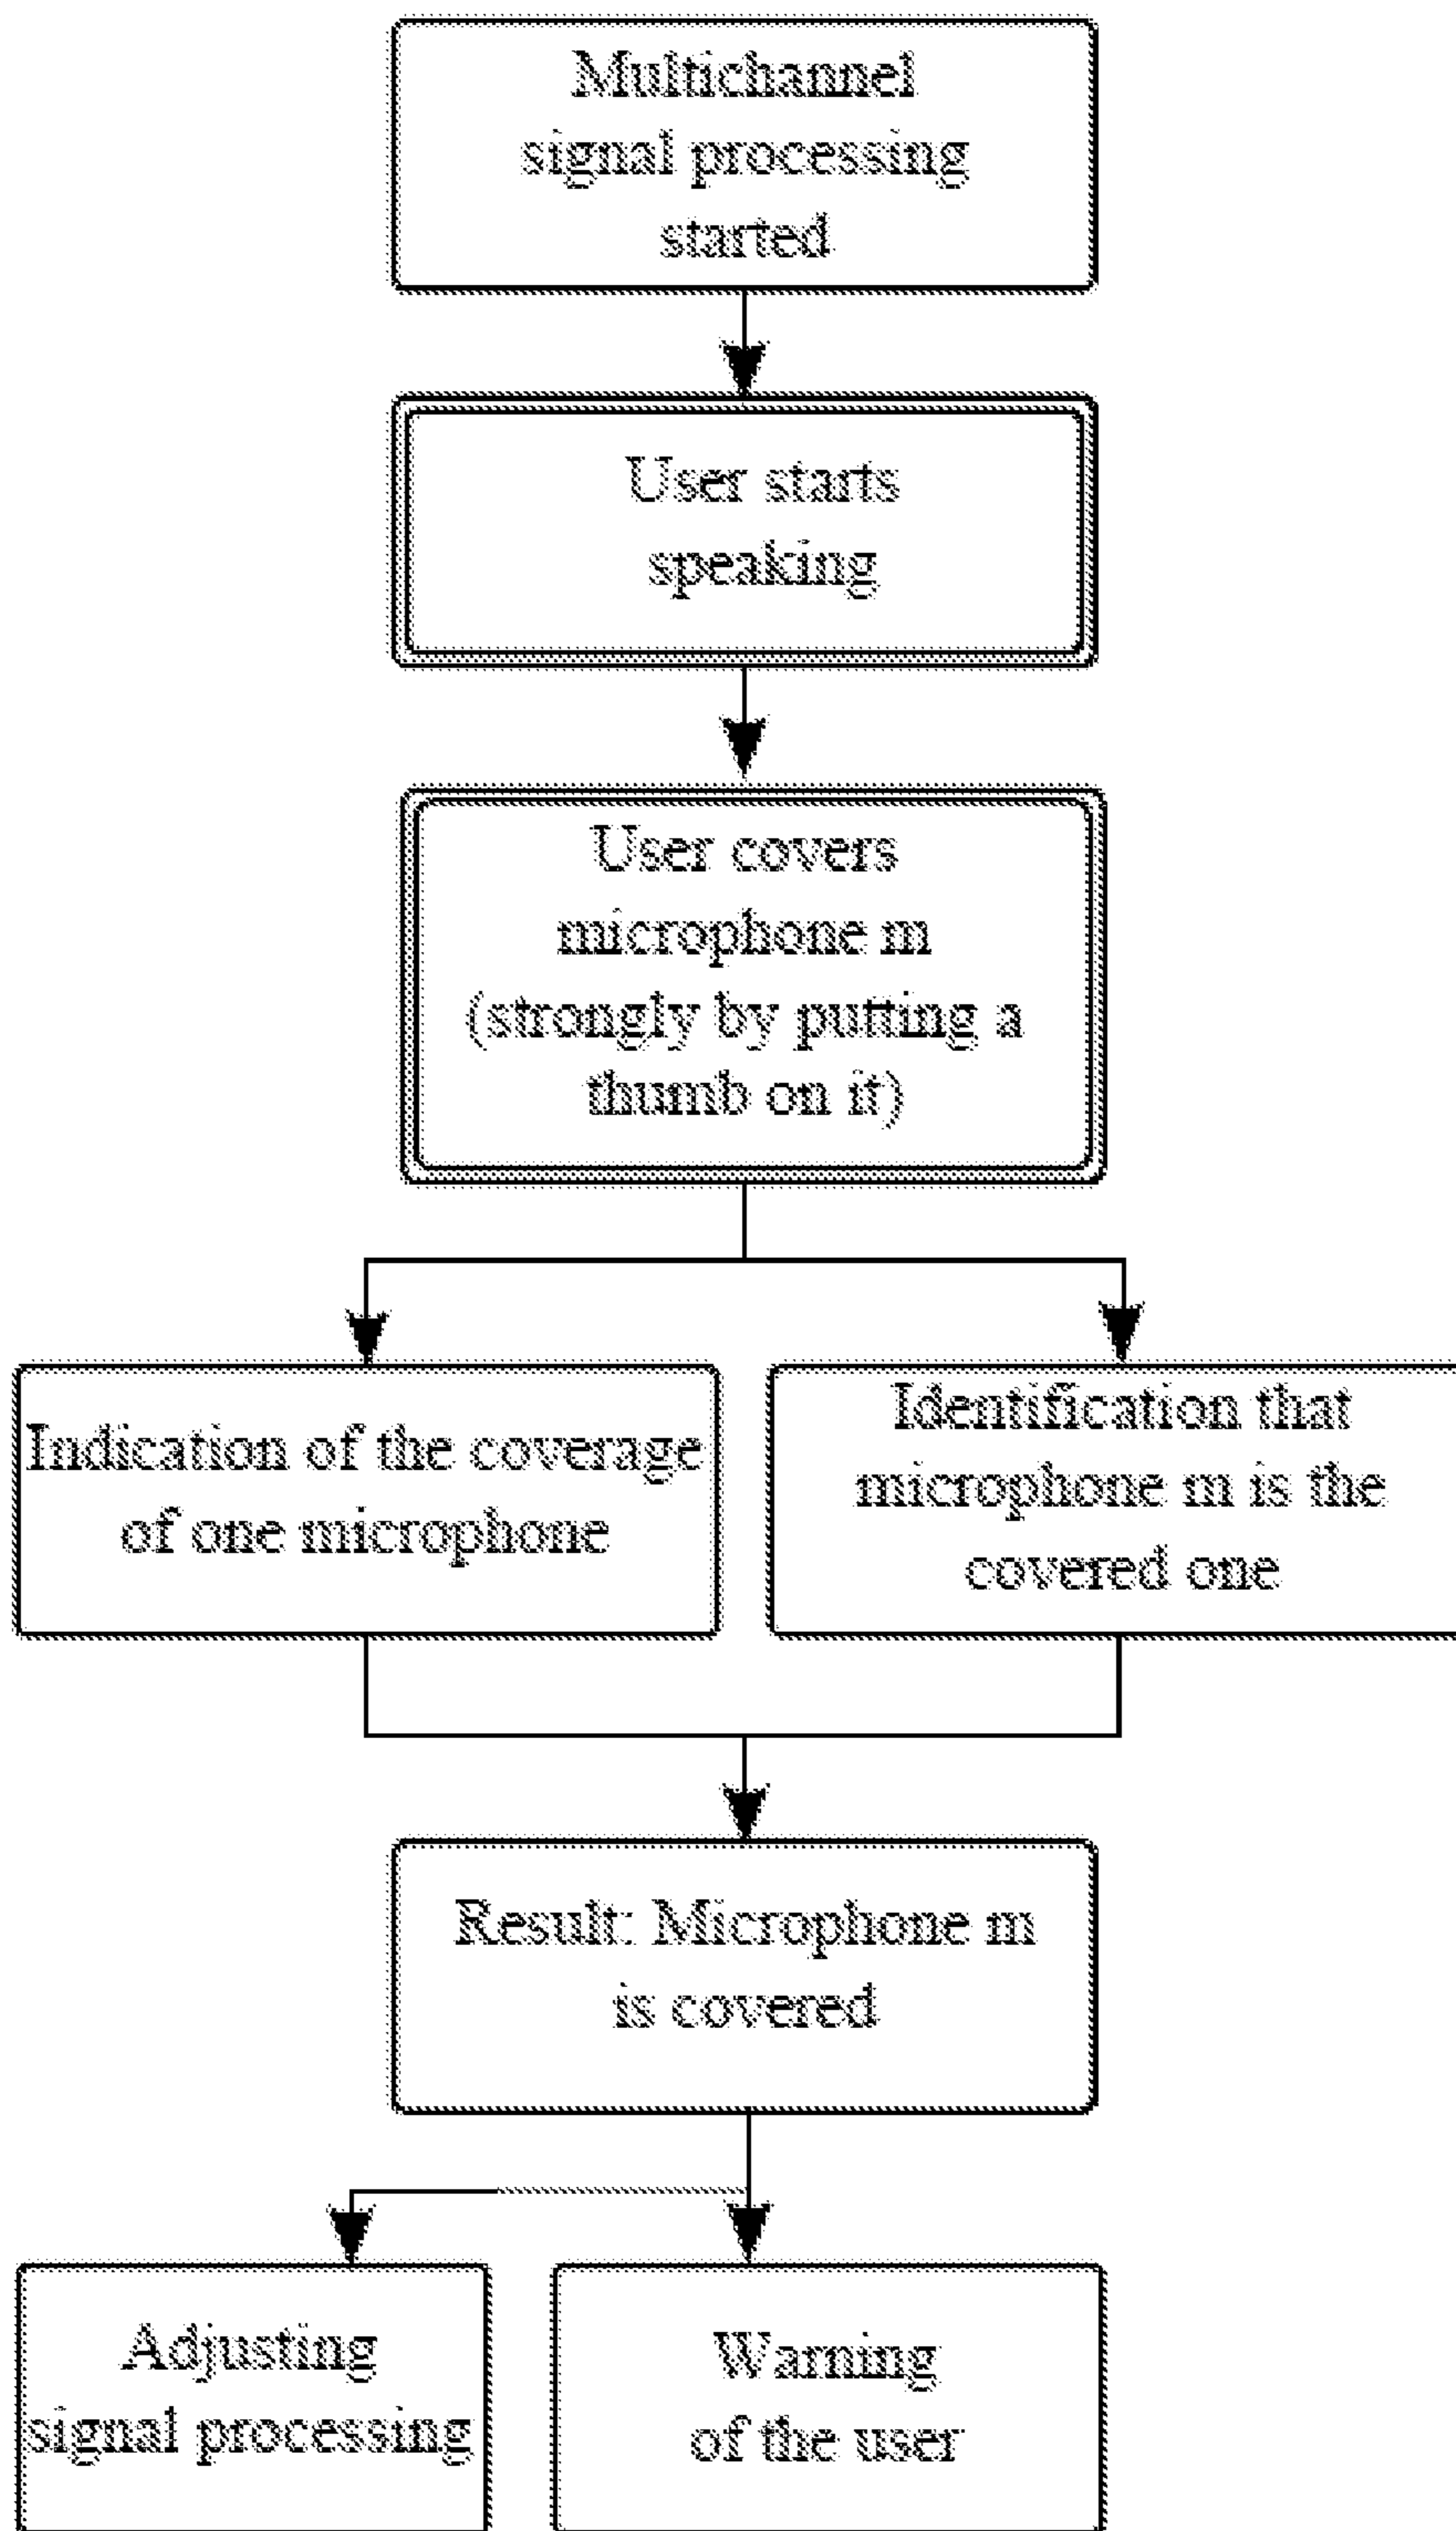 Multichannel
signal processing
started
User starts
speaking
User covers
microphone m
(strongly by putting a
thumb on it)
Indication of the coverage
of one microphone
Identification that
microphone m is the
covered one
Result: Microphone m
is covered
Adjusting
signal processing
Warning
of the user